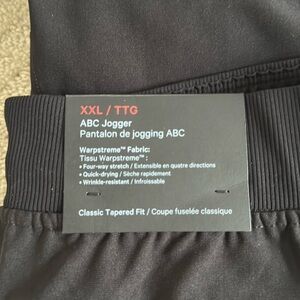 XXL / TTG
ABC Jogger
Pantalon de jogging ABC
Warpstreme™ Fabric:
Tissu Warpstreme™ :
• Four-way stretch / Extensible en quatre directions
• Quick-drying / Sèche rapidement
• Wrinkle-resistant / Infroissable
Classic Tapered Fit / Coupe fuselée classique